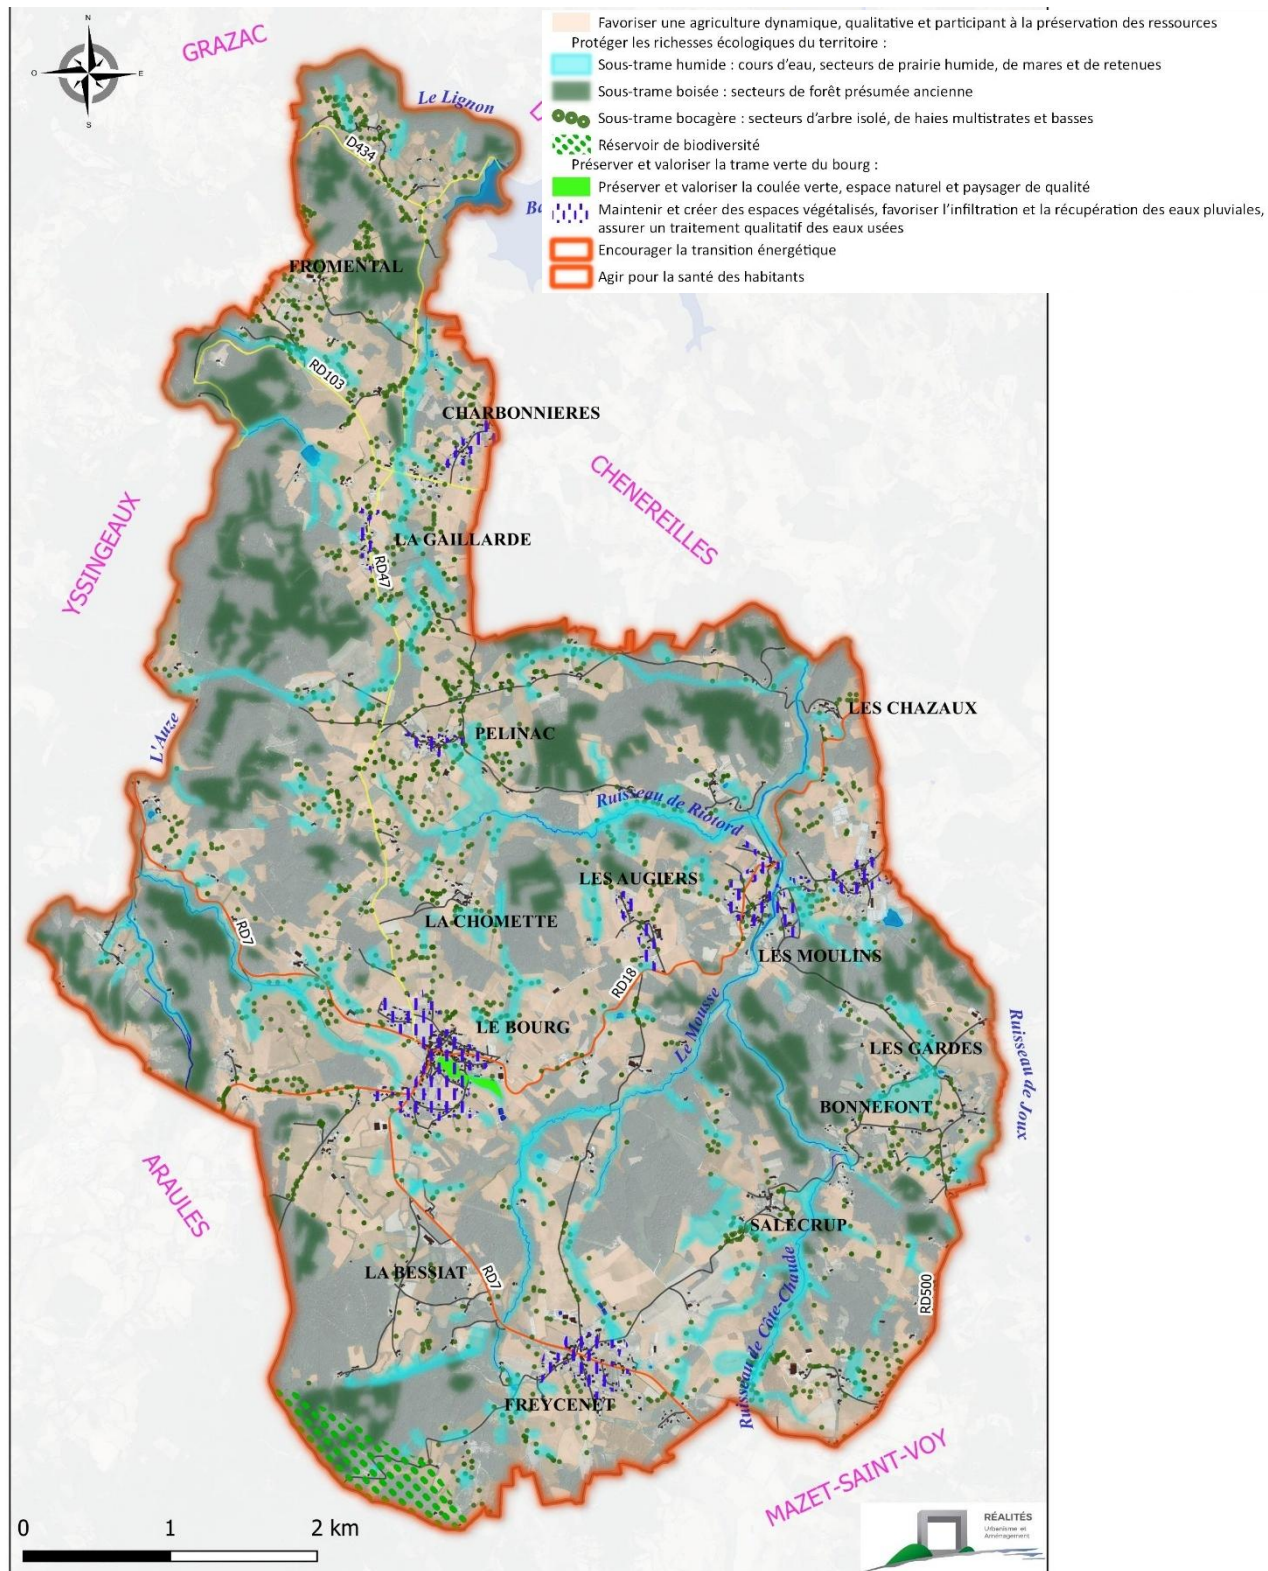 N
O
E
S
GRAZAC
Favoriser une agriculture dynamique, qualitative et participant à la préservation des ressources
Protéger les richesses écologiques du territoire :
Sous-trame humide : cours d'eau, secteurs de prairie humide, de mares et de retenues
Sous-trame boisée : secteurs de forêt présumée ancienne
Sous-trame bocagère : secteurs d'arbre isolé, de haies multistrates et basses
Réservoir de biodiversité
Préserver et valoriser la trame verte du bourg :
Préserver et valoriser la coulée verte, espace naturel et paysager de qualité
Maintenir et créer des espaces végétalisés, favoriser l'infiltration et la récupération des eaux pluviales,
assurer un traitement qualitatif des eaux usées
Encourager la transition énergétique
Agir pour la santé des habitants
Le Lignon
D434
FROMENTAL
RD103
CHARBONNIERES
CHENEREILLES
YSSINGEAUX
LA GAILLARDE
RD47
LES CHAZAUX
L'Auze
PELINAC
Ruisseau de Riotord
LES AUGIERS
LA CHOMETTE
RD7
LES MOULINS
RD18
LE BOURG
Le Mousse
LES GARDES
Ruisseau de Joux
BONNEFONT
ARAULES
SALECRUP
LA BESSIAT
RD7
RD500
Ruisseau de Côte-Chaude
FREYCENET
MAZET-SAINT-VOY
0 1 2 km
RÉALITÉS
Urbanisme et
Aménagement